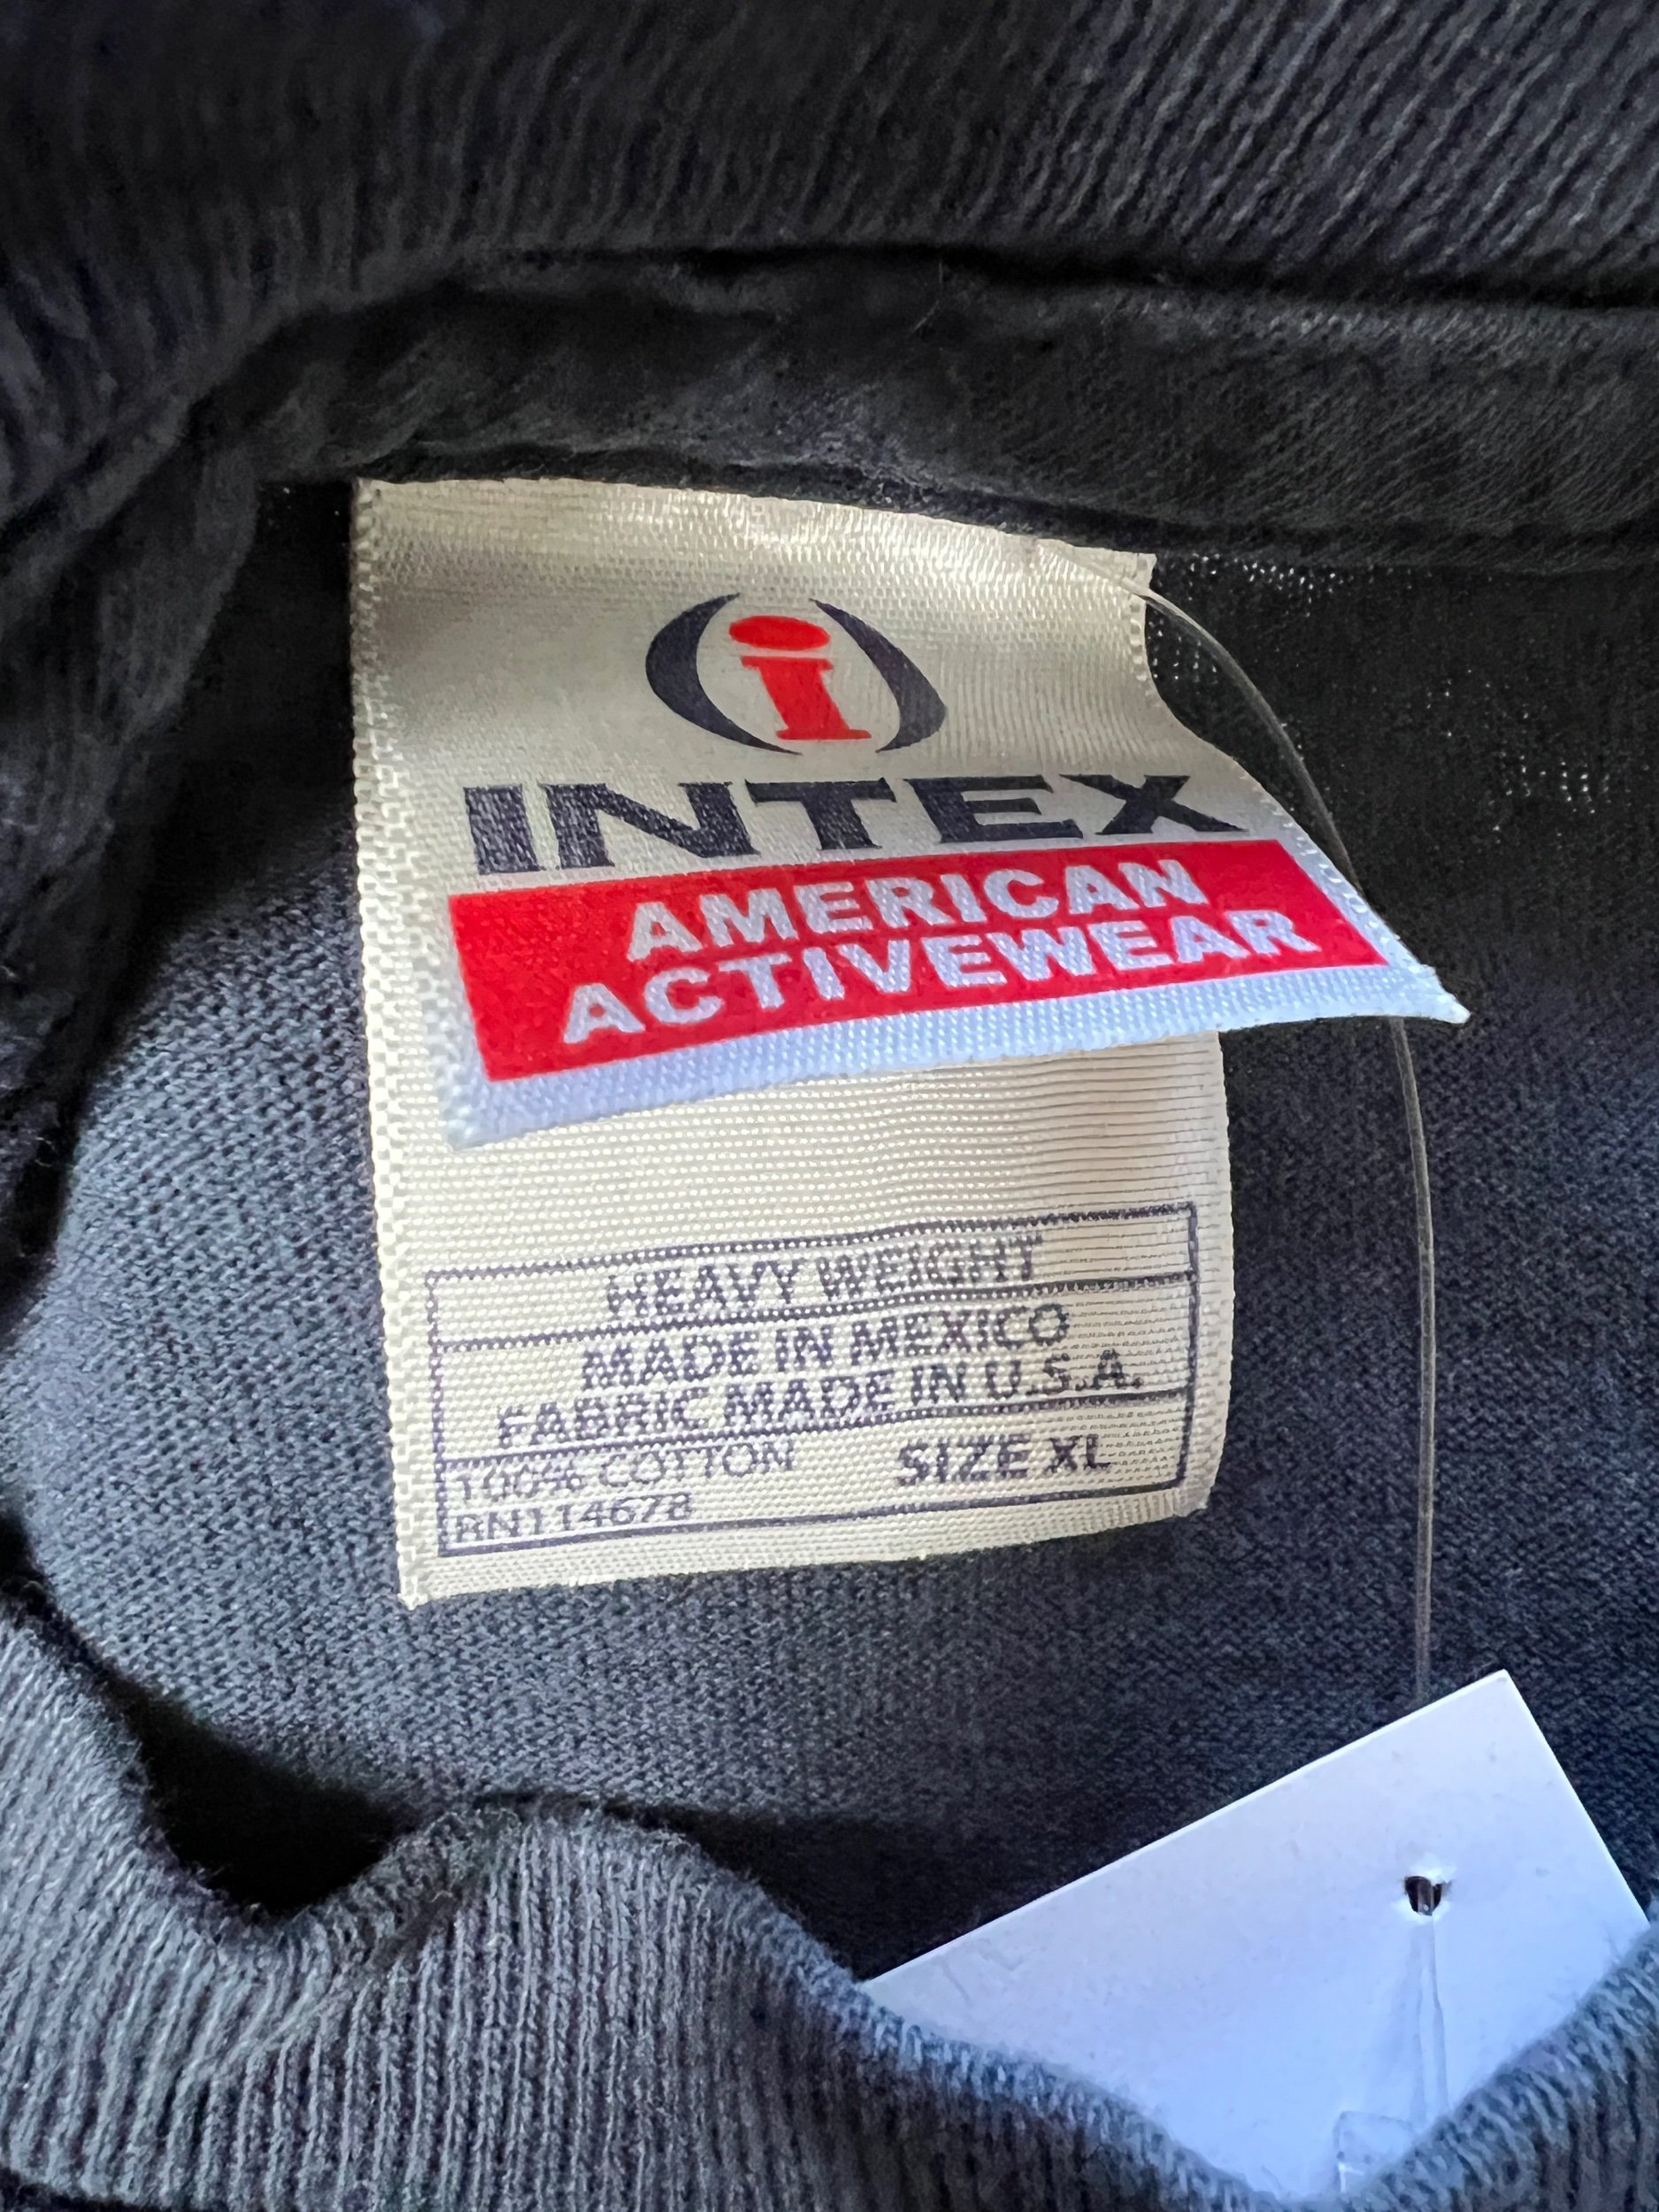 (i)
INTEX
AMERICAN
ACTIVEWEAR
HEAVY WEIGHT
MADE IN MEXICO
FABRIC MADE IN U.S.A.
100% COTTON SIZE XL
RN114678